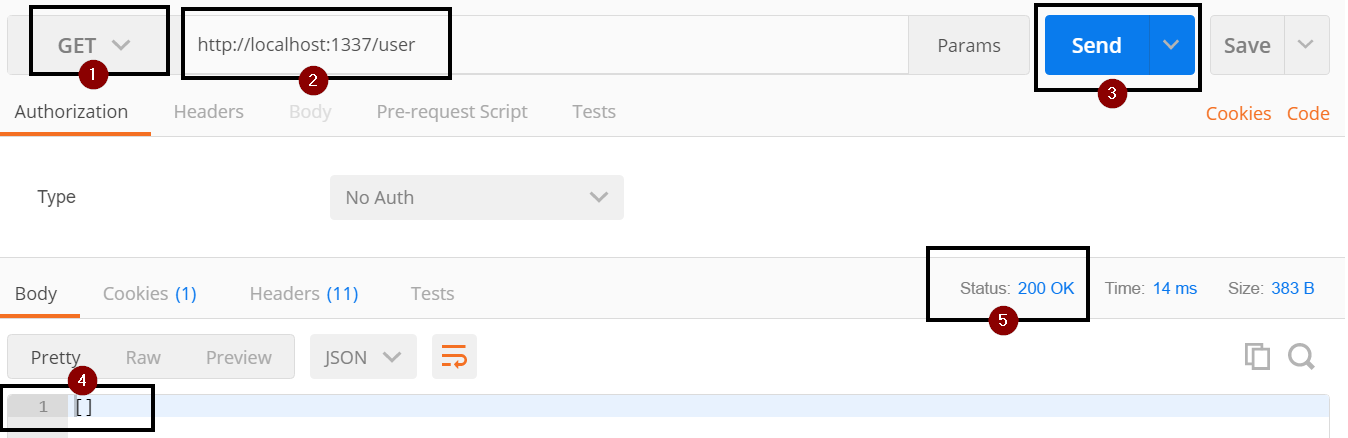 GET http://localhost:1337/user Params Send Save
1 2 3
Authorization Headers Body Pre-request Script Tests Cookies Code
Type No Auth
Body Cookies (1) Headers (11) Tests Status: 200 OK Time: 14 ms Size: 383 B
5
Pretty Raw Preview JSON
4
1 []